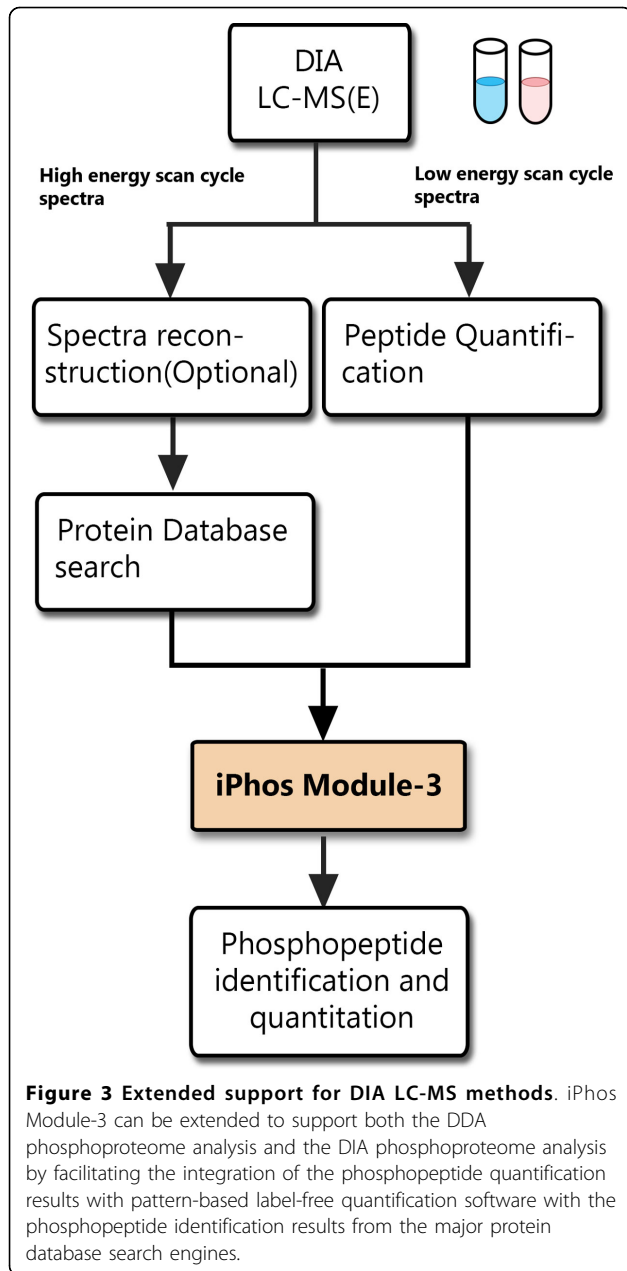 DIA
LC-MS(E)
High energy scan cycle
spectra
Low energy scan cycle
spectra
Spectra recon-
struction(Optional)
Peptide Quantifi-
cation
Protein Database
search
iPhos Module-3
Phosphopeptide
identification and
quantitation
Figure 3 Extended support for DIA LC-MS methods. iPhos
Module-3 can be extended to support both the DDA
phosphoproteome analysis and the DIA phosphoproteome analysis
by facilitating the integration of the phosphopeptide quantification
results with pattern-based label-free quantification software with the
phosphopeptide identification results from the major protein
database search engines.